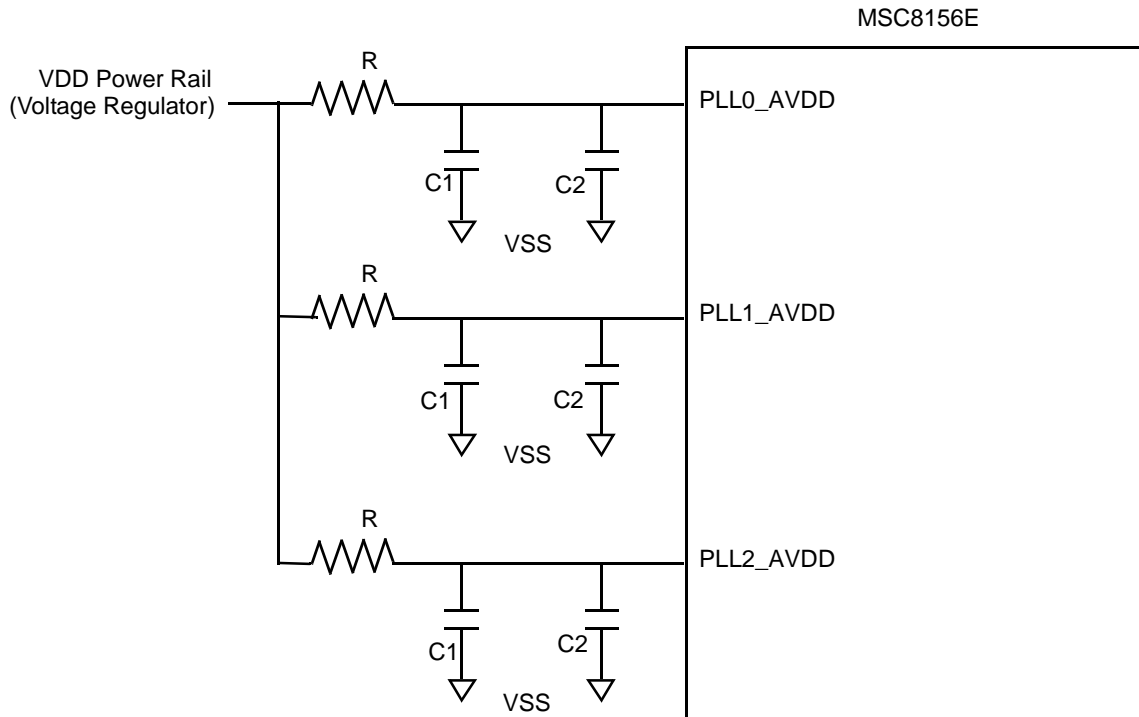 MSC8156E
R
VDD Power Rail
(Voltage Regulator)
PLL0_AVDD
C1
C2
VSS
R
PLL1_AVDD
C1
C2
VSS
R
PLL2_AVDD
C1
C2
VSS